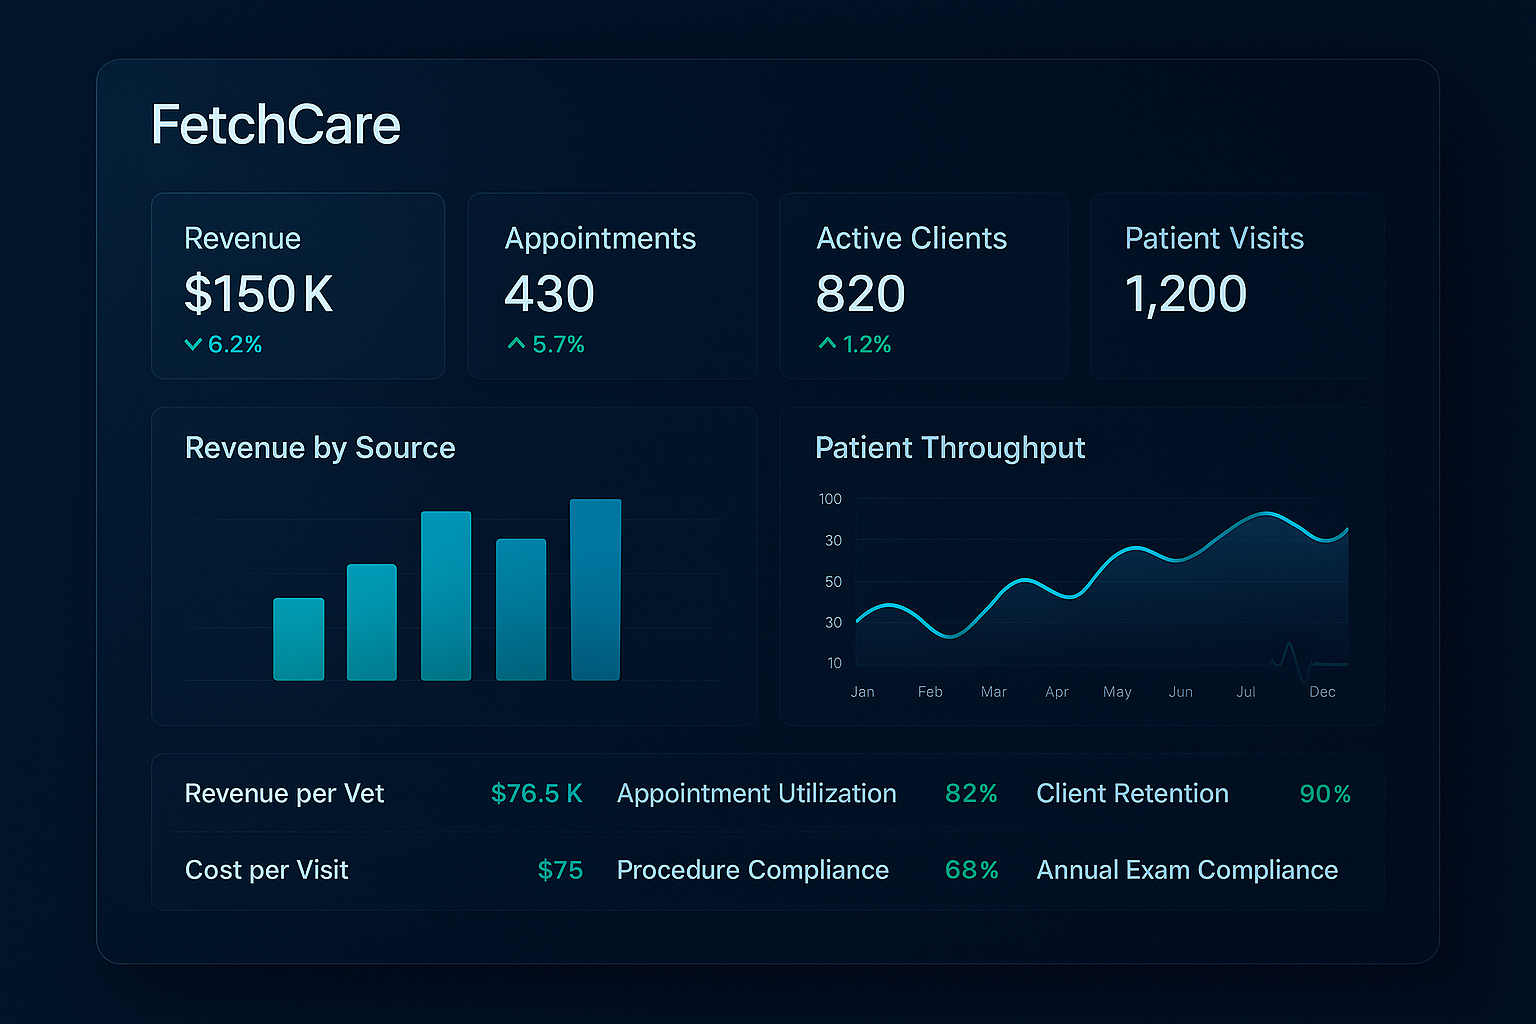 FetchCare
Revenue
$150K
6.2%
Appointments
430
5.7%
Active Clients
820
1.2%
Patient Visits
1,200
Revenue by Source
Patient Throughput
100
30
50
30
10
Jan Feb Mar Apr May Jun Jul Dec
Revenue per Vet $76.5 K Appointment Utilization 82% Client Retention 90%
Cost per Visit $75 Procedure Compliance 68% Annual Exam Compliance